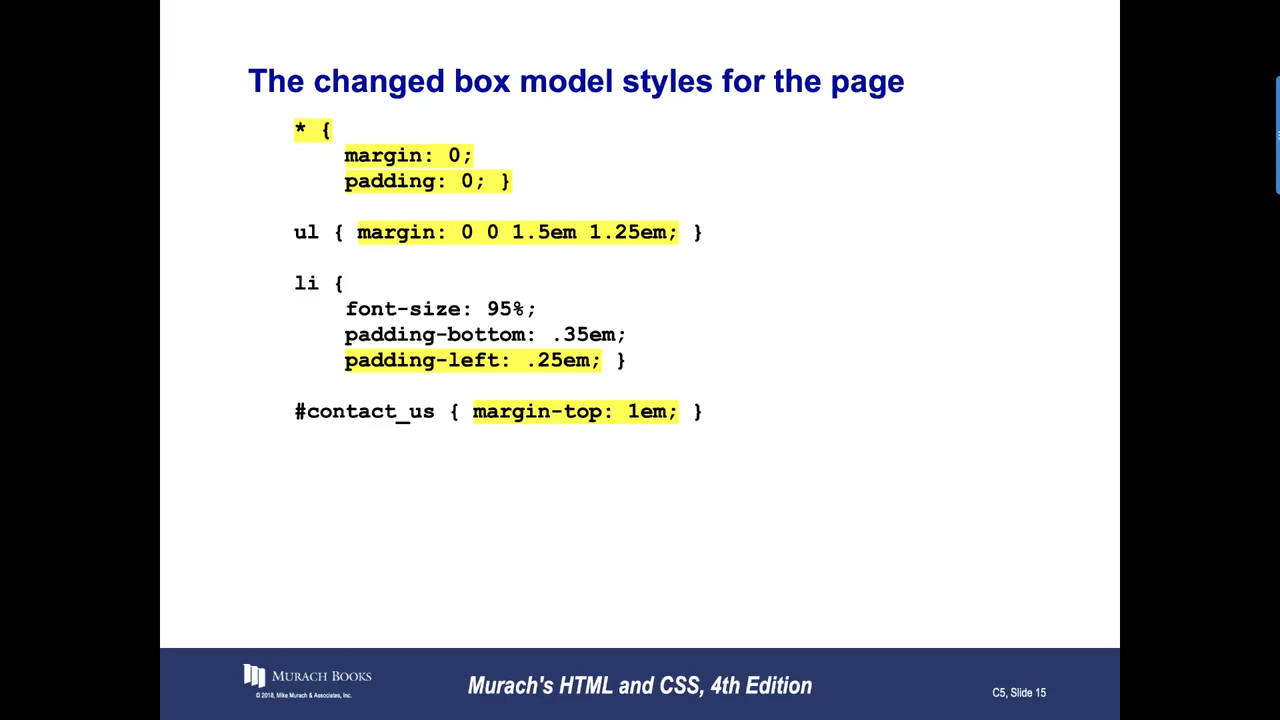 The changed box model styles for the page
* {
margin: 0;
padding: 0; }
ul { margin: 0 0 1.5em 1.25em; }
li {
font-size: 95%;
padding-bottom: .35em;
padding-left: .25em; }
#contact_us { margin-top: 1em; }
MURACH BOOKS
© 2018, Mike Murach & Associates, Inc.
Murach's HTML and CSS, 4th Edition
C5, Slide 15